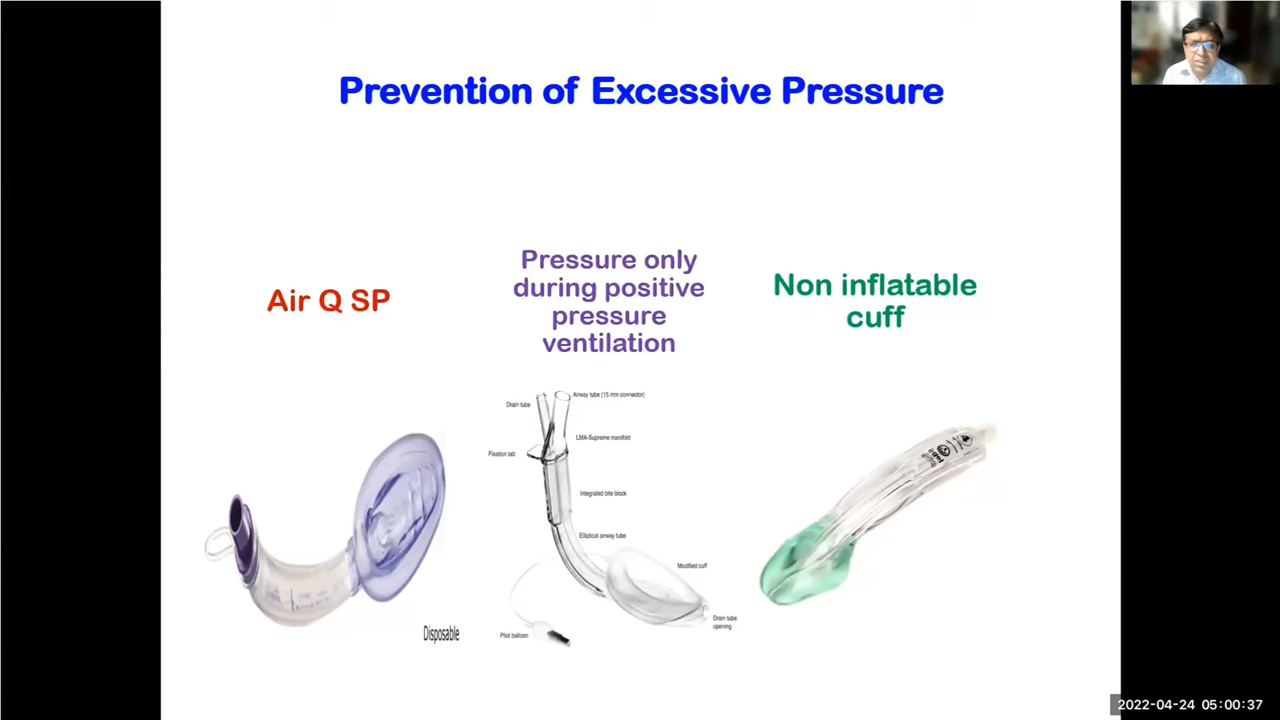 Prevention of Excessive Pressure
Air Q SP
Pressure only
during positive
pressure
ventilation
Non inflatable
cuff
Disposable
Drain tube
Airway tube (15 mm connector)
LMA-Supreme manifold
Fixation tab
Integrated bite block
Elliptical airway tube
Modified cuff
Drain tube
opening
Pilot balloon
2022-04-24 05:00:37